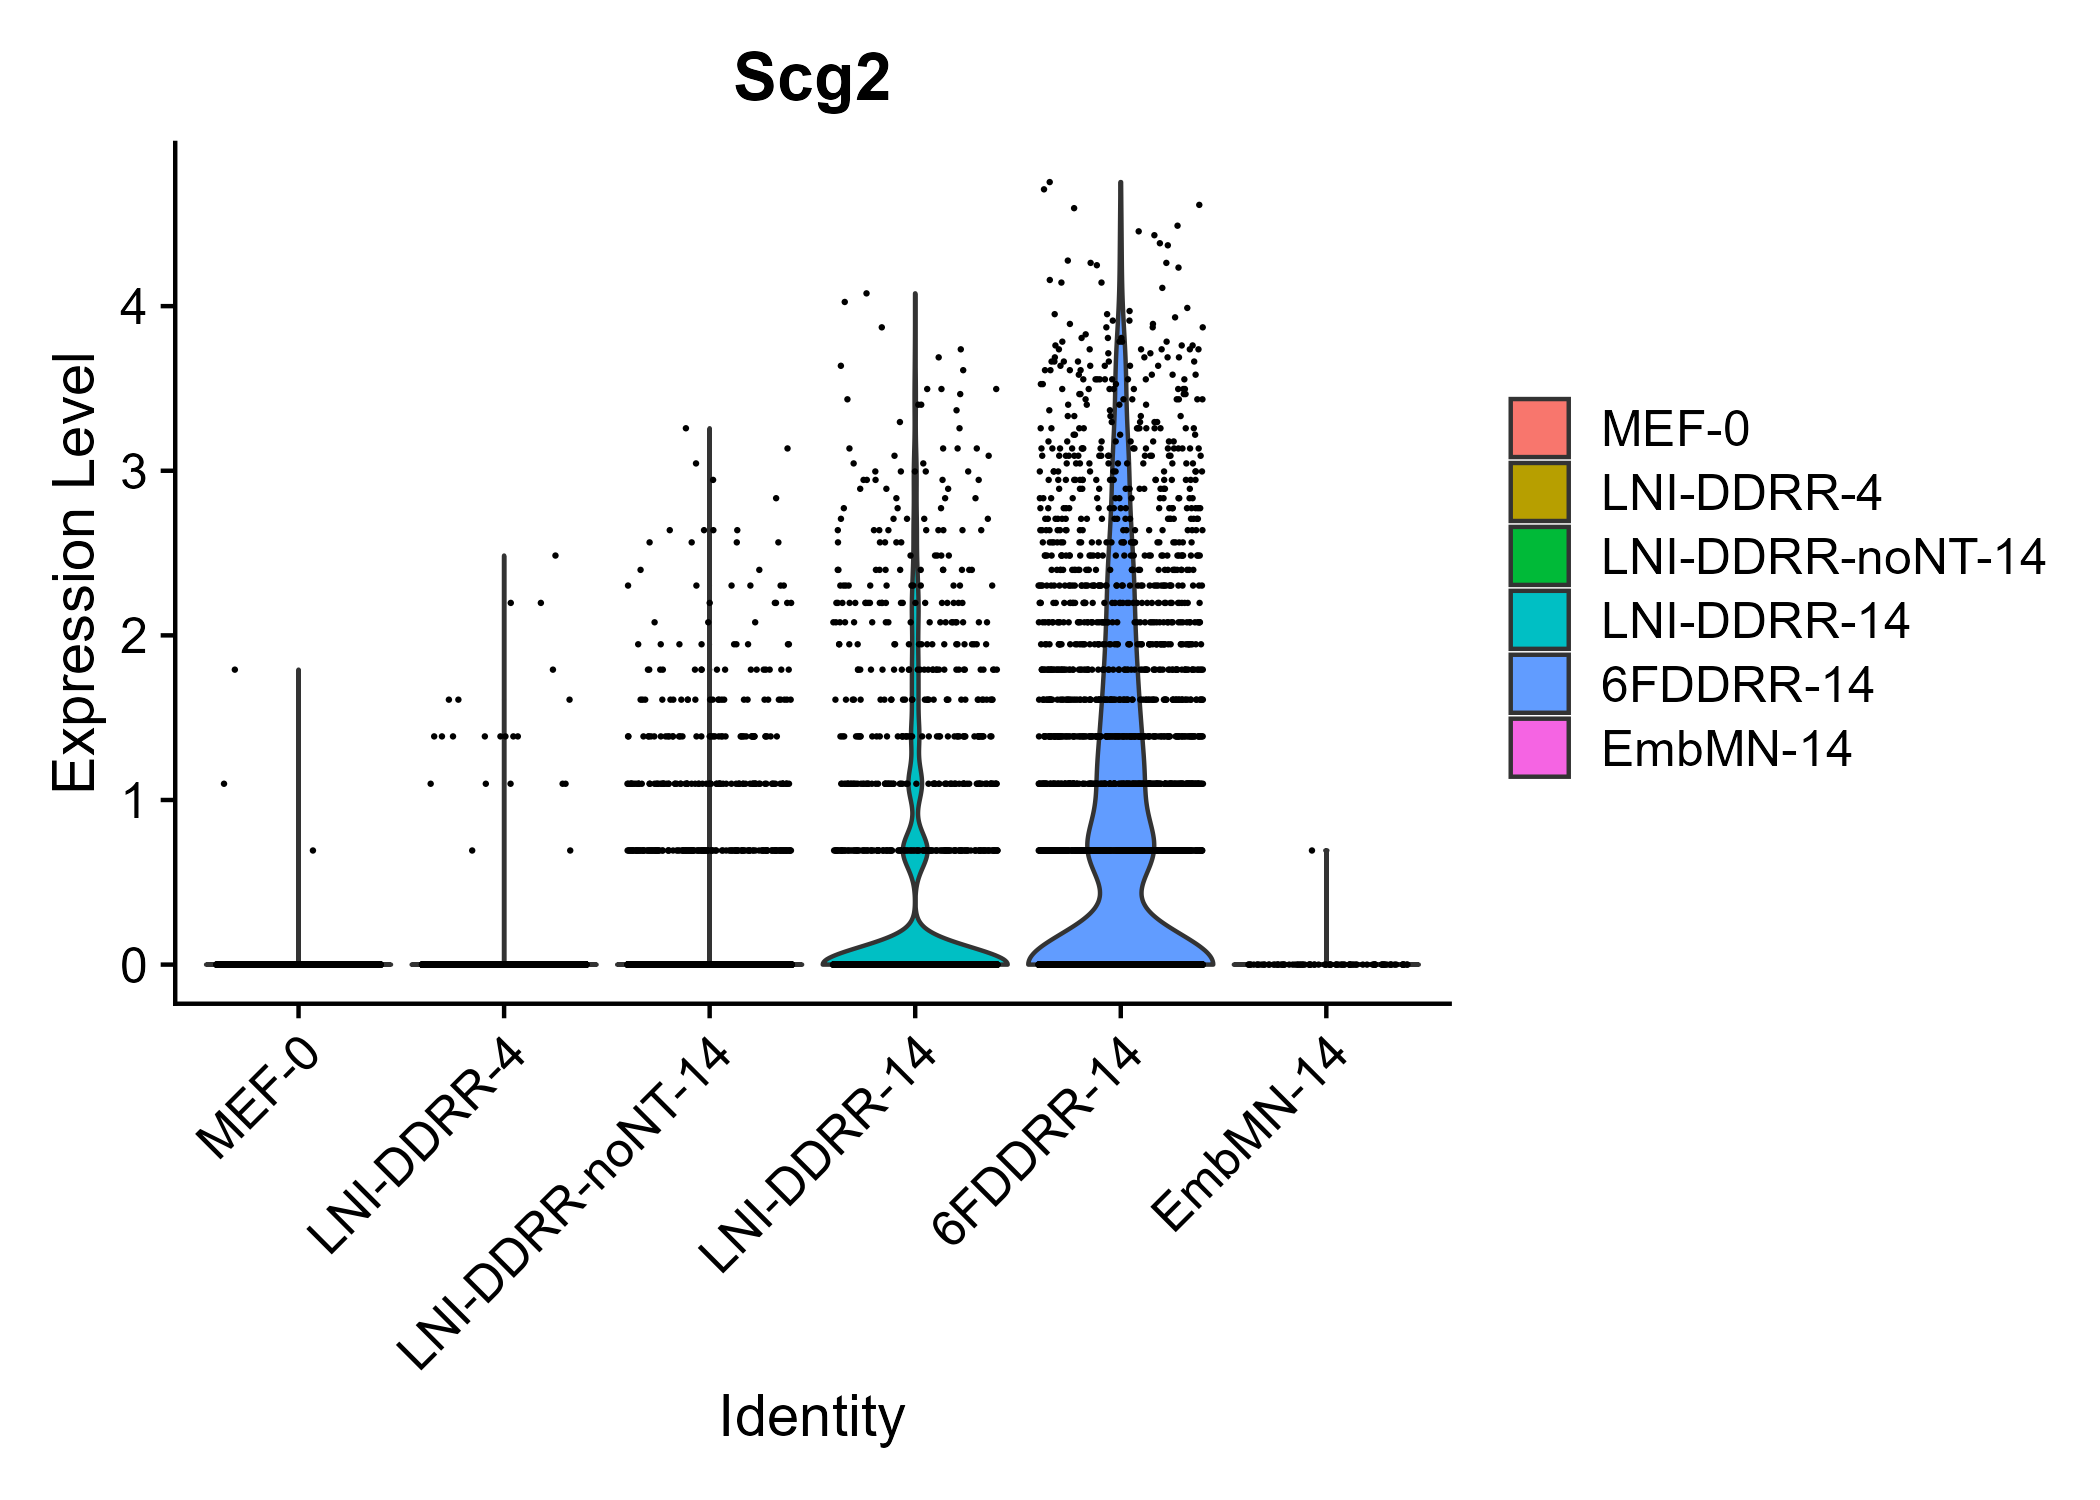 Scg2
Expression Level
4
3
2
1
0
MEF-0
LNI-DDRR-4
LNI-DDRR-noNT-14
LNI-DDRR-14
6FDDRR-14
EmbMN-14
Identity
MEF-0
LNI-DDRR-4
LNI-DDRR-noNT-14
LNI-DDRR-14
6FDDRR-14
EmbMN-14